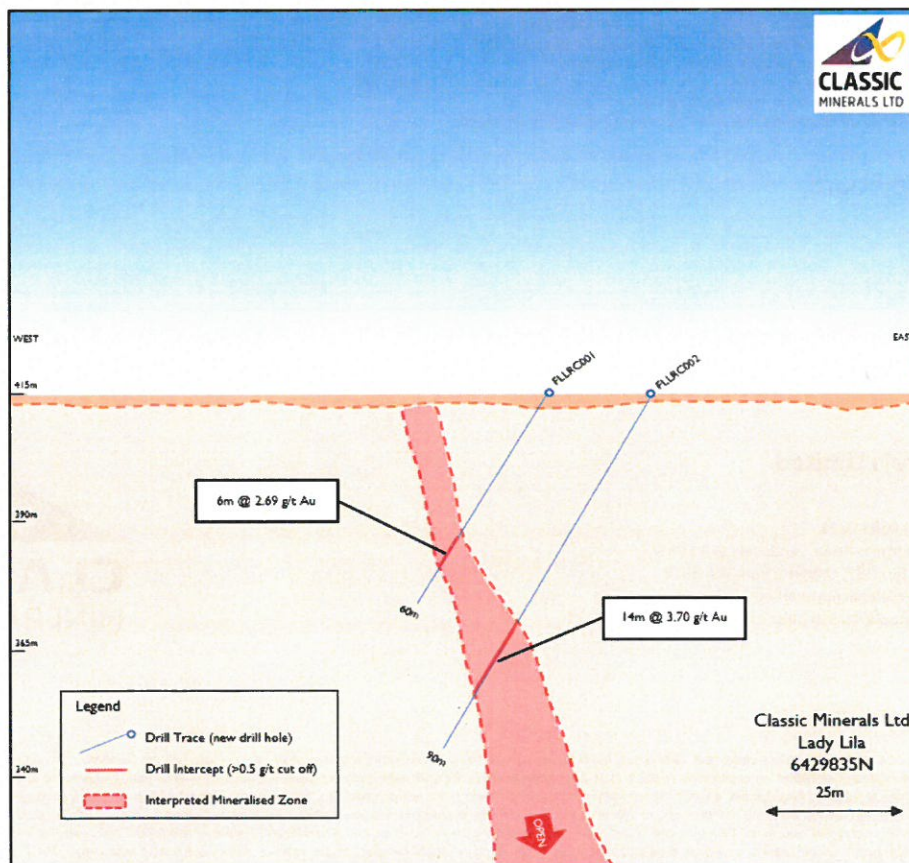 CLASSIC
MINERALS LTD
WEST
EAS
415m
FLLRC001
FLLRC002
6m @ 2.69 g/t Au
390m
60m
14m @ 3.70 g/t Au
365m
Legend
Drill Trace (new drill hole)
Drill Intercept (>0.5 g/t cut off)
Interpreted Mineralised Zone
90m
340m
OPEN
Classic Minerals Ltd
Lady Lila
6429835N
25m